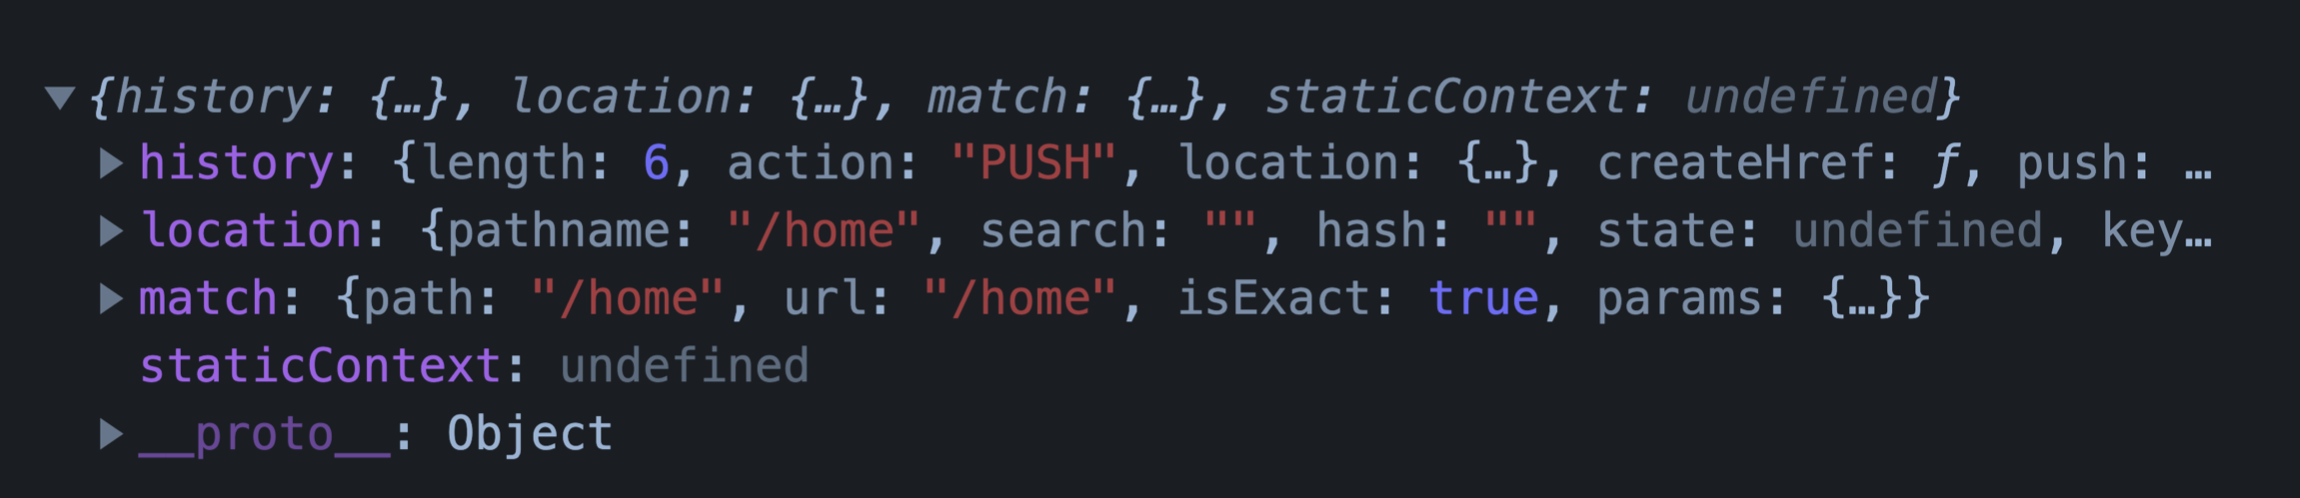 ▼{history: {…}, location: {…}, match: {…}, staticContext: undefined}
▶history: {length: 6, action: "PUSH", location: {…}, createHref: ƒ, push: …
▶location: {pathname: "/home", search: "", hash: "", state: undefined, key…
▶match: {path: "/home", url: "/home", isExact: true, params: {…}}
staticContext: undefined
▶__proto__: Object